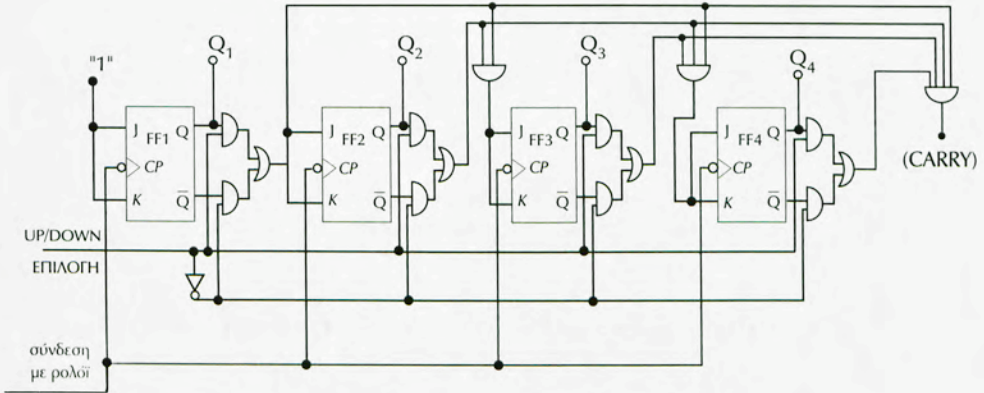 "1"
Q1
Q2
Q3
Q4
J FF1 Q
CP
K Q̅
J FF2 Q
CP
K Q̅
J FF3 Q
CP
K Q̅
J FF4 Q
CP
K Q̅
(CARRY)
UP/DOWN
ΕΠΙΛΟΓΗ
σύνδεση
με ρολοϊ